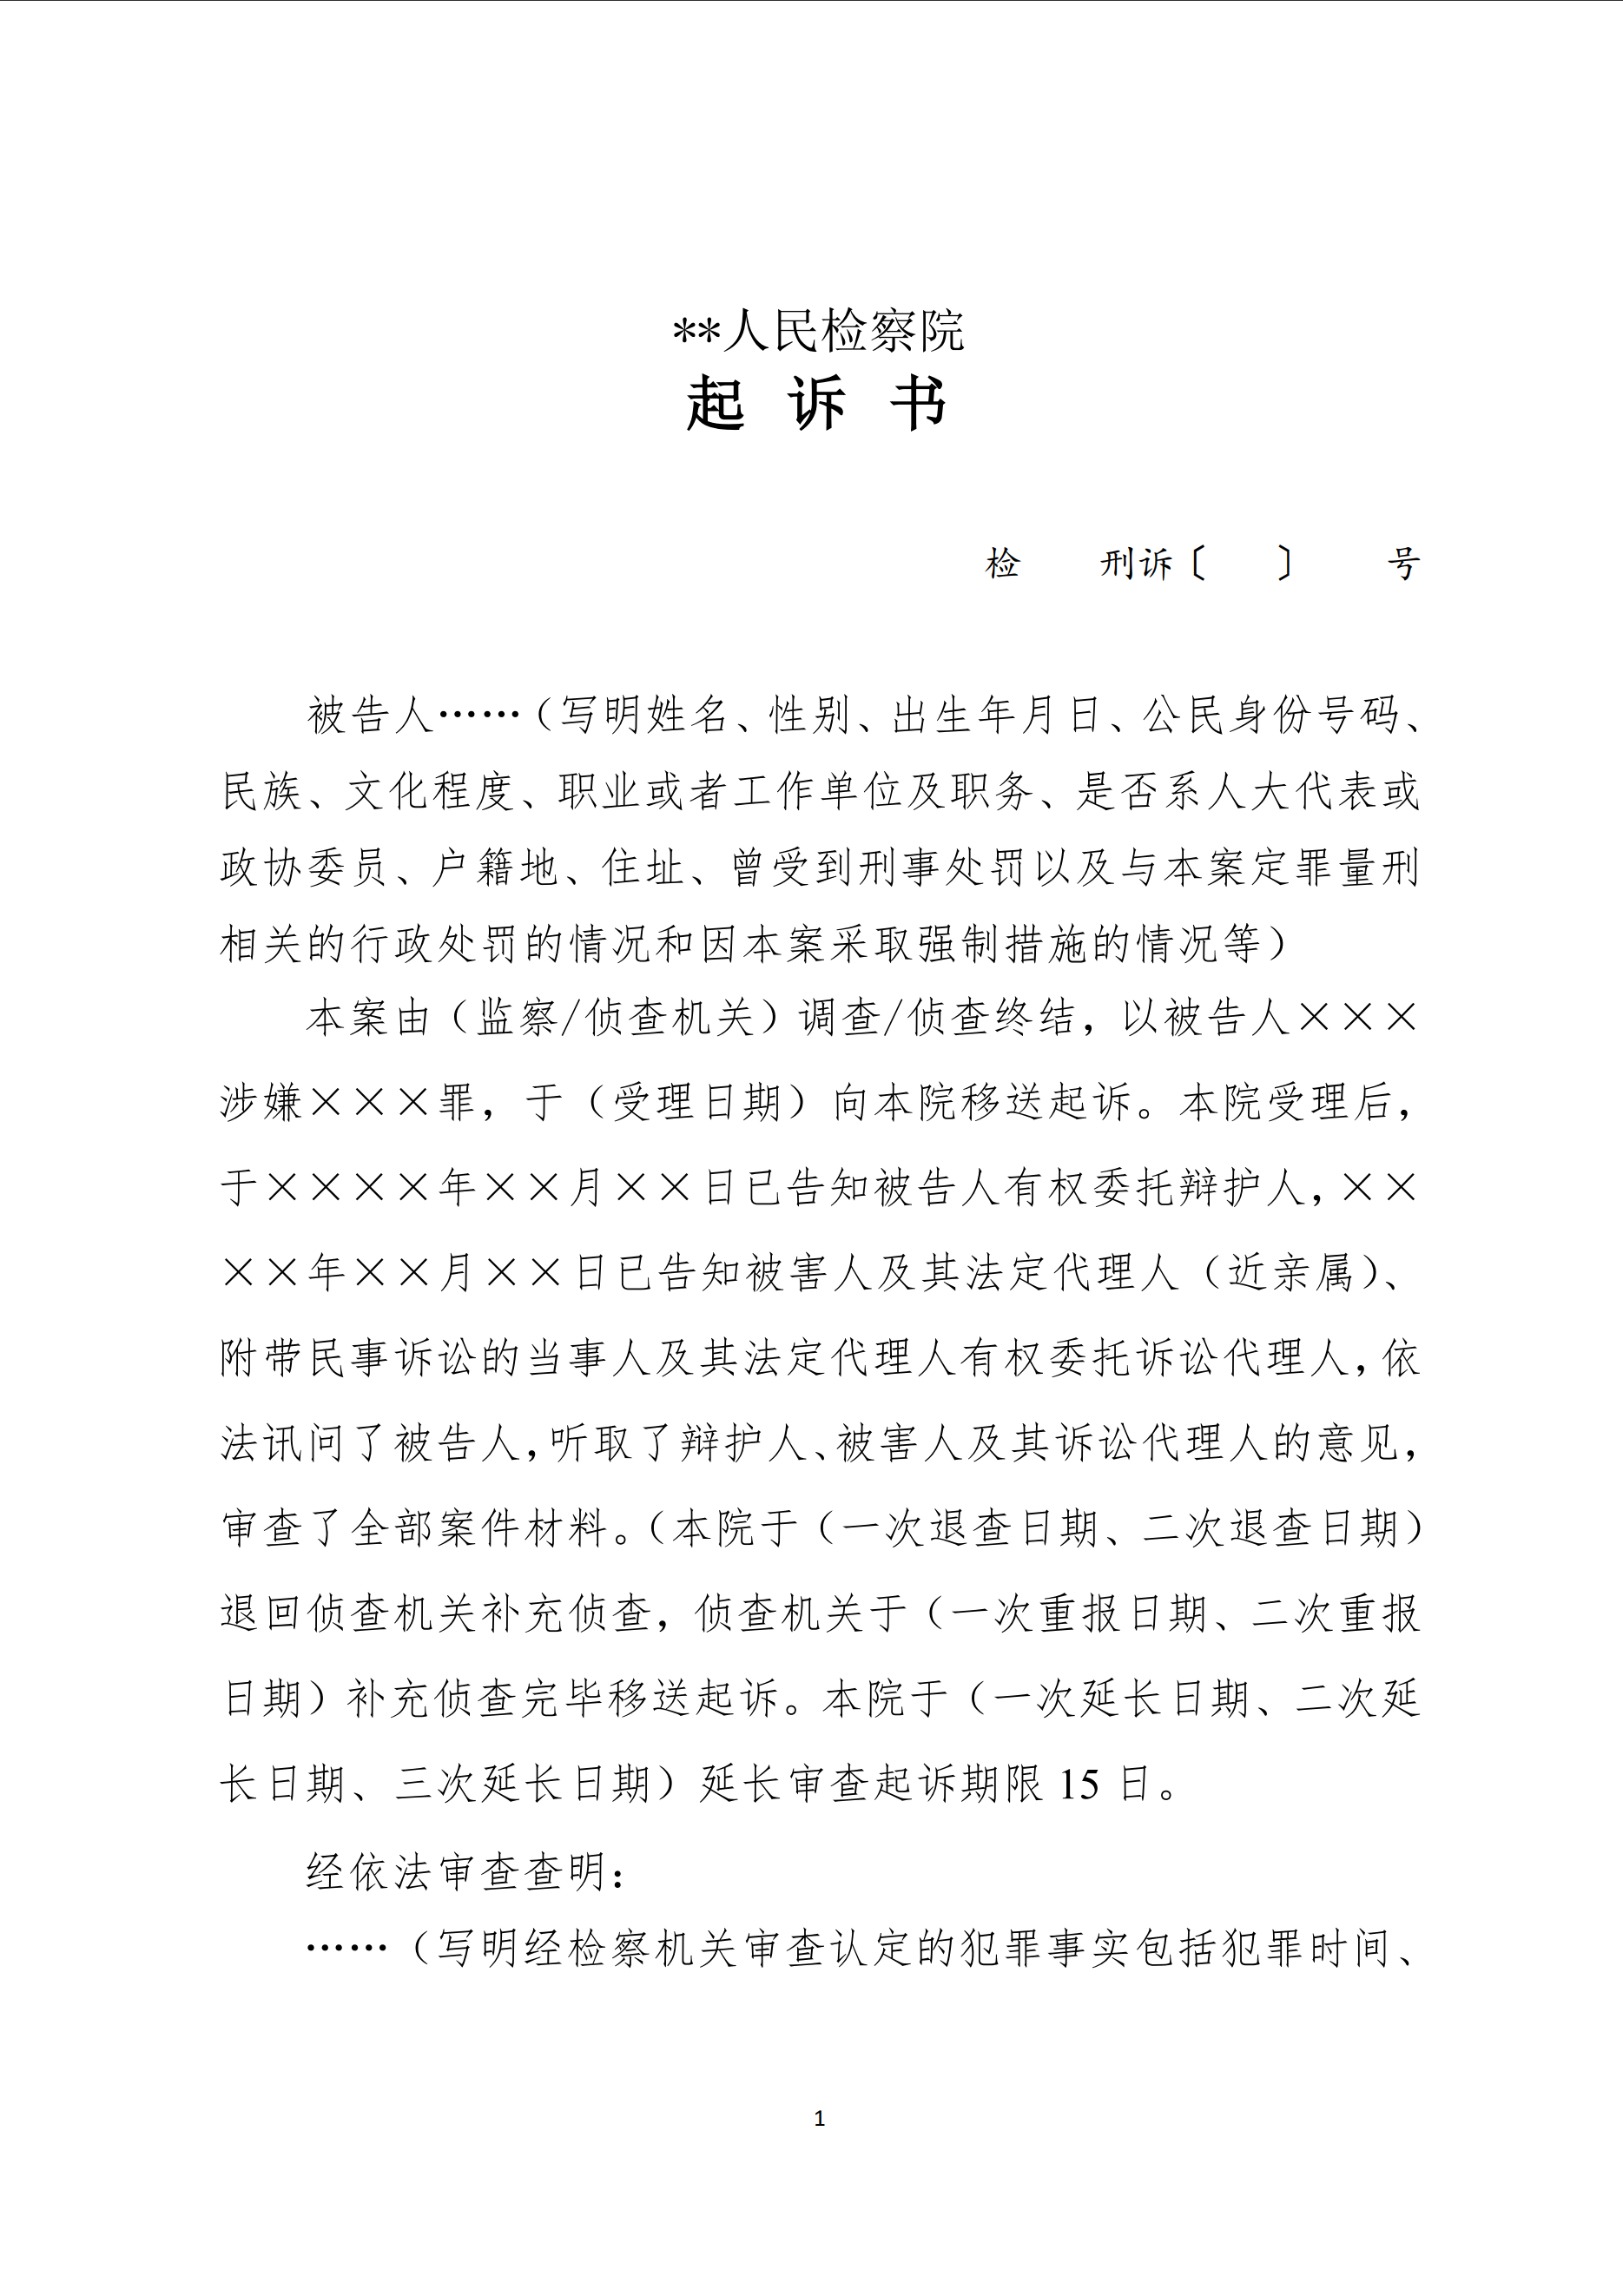 **人民检察院
起 诉 书
检 刑诉〔 〕 号
被告人……（写明姓名、性别、出生年月日、公民身份号码、
民族、文化程度、职业或者工作单位及职务、是否系人大代表或
政协委员、户籍地、住址、曾受到刑事处罚以及与本案定罪量刑
相关的行政处罚的情况和因本案采取强制措施的情况等）
本案由（监察/侦查机关）调查/侦查终结，以被告人×××
涉嫌×××罪，于（受理日期）向本院移送起诉。本院受理后，
于××××年××月××日已告知被告人有权委托辩护人，××
××年××月××日已告知被害人及其法定代理人（近亲属）、
附带民事诉讼的当事人及其法定代理人有权委托诉讼代理人，依
法讯问了被告人，听取了辩护人、被害人及其诉讼代理人的意见，
审查了全部案件材料。（本院于（一次退查日期、二次退查日期）
退回侦查机关补充侦查，侦查机关于（一次重报日期、二次重报
日期）补充侦查完毕移送起诉。本院于（一次延长日期、二次延
长日期、三次延长日期）延长审查起诉期限 15 日。
经依法审查查明：
……（写明经检察机关审查认定的犯罪事实包括犯罪时间、
1